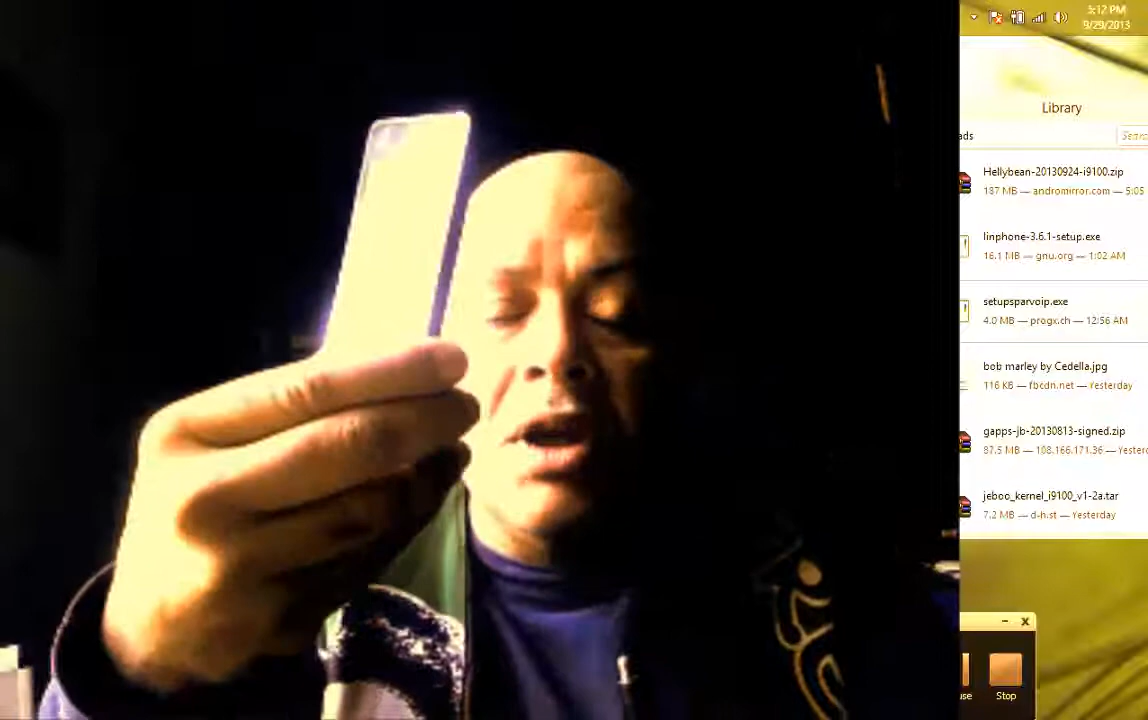 5:12 PM
9/29/2013
Library
ads
Hellybean-20130924-i9100.zip
187 MB — andromirror.com — 5:05
linphone-3.6.1-setup.exe
16.1 MB — gnu.org — 1:02 AM
setupsparvoip.exe
4.0 MB — progx.ch — 12:56 AM
bob marley by Cedella.jpg
116 KB — fbcdn.net — Yesterday
gapps-jb-20130813-signed.zip
87.5 MB — 108.166.171.36 — Yester
jeboo_kernel_i9100_v1-2a.tar
7.2 MB — d-h.st — Yesterday
use
Stop